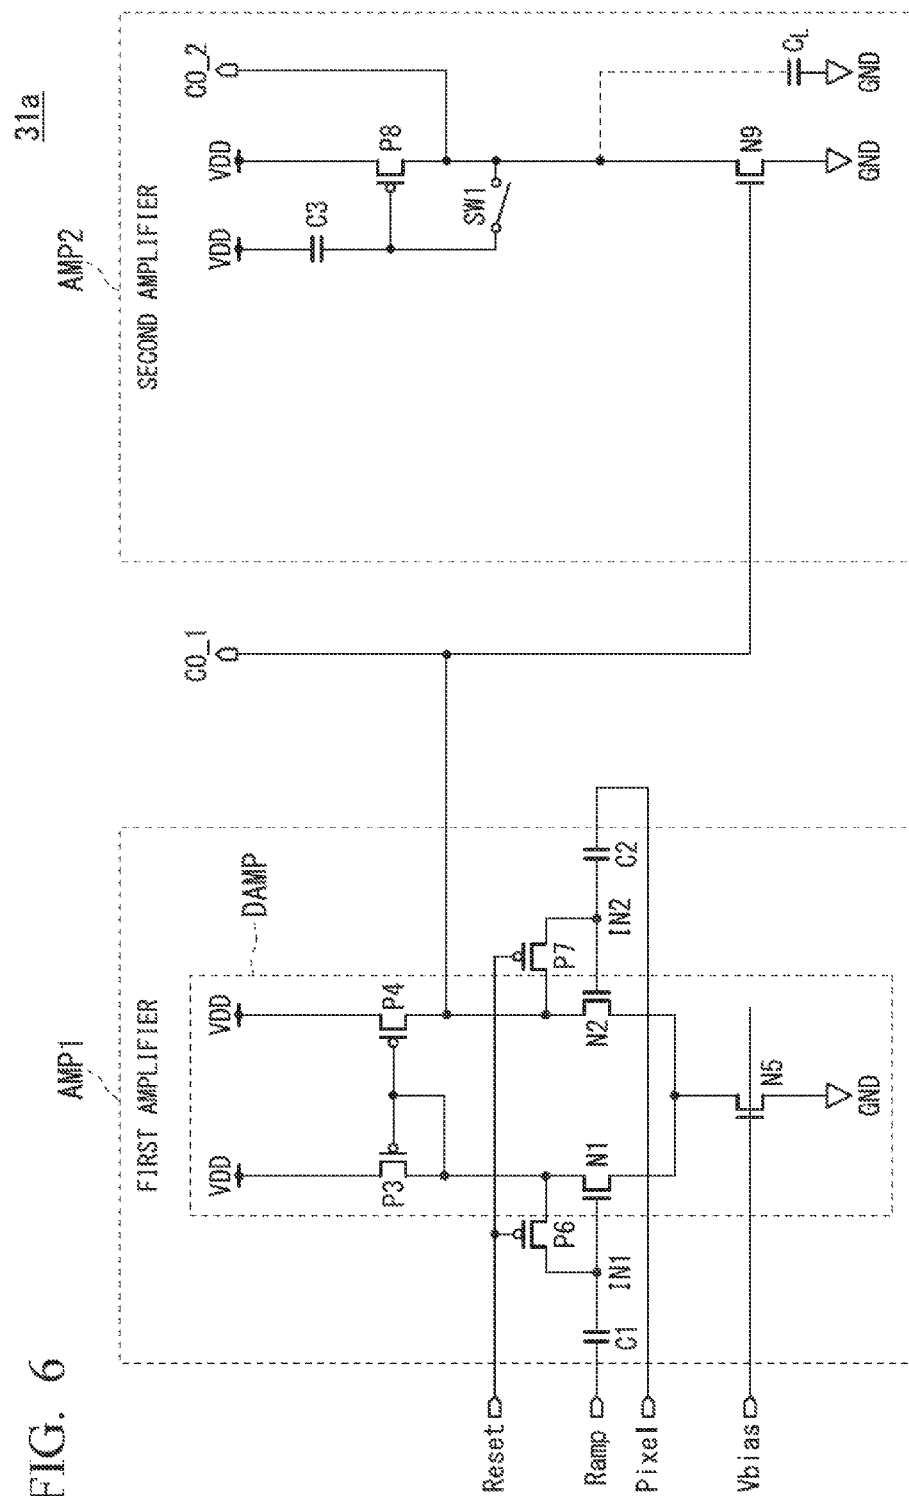 FIG. 6
31a
AMP1
AMP2
FIRST AMPLIFIER
SECOND AMPLIFIER
DAMP
CO_1
CO_2
VDD
VDD
VDD
VDD
P3
P4
C3
P8
SW1
Reset
P6
P7
Ramp
C1
IN1
N1
N2
IN2
C2
Pixel
Vbias
N5
N9
CL
GND
GND
GND